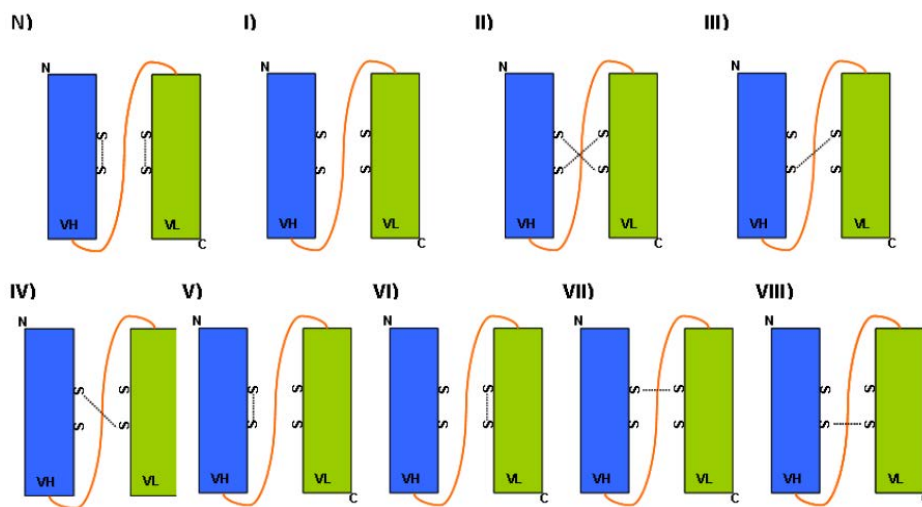 N) I) II) III)
N N N N
S S S S S S S S
S S S S S S S S
VH VL VH VL VH VL VH VL
C C C C
IV) V) VI) VII) VIII)
N N N N N
S S S S S S S S S S
S S S S S S S S S S
VH VL VH VL VH VL VH VL VH VL
C C C C